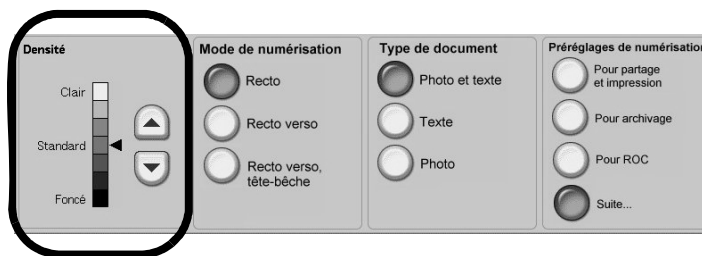 Densité
Clair
Standard
Foncé
Mode de numérisation
Recto
Recto verso
Recto verso,
tête-bêche
Type de document
Photo et texte
Texte
Photo
Préréglages de numérisation
Pour partage
et impression
Pour archivage
Pour ROC
Suite...